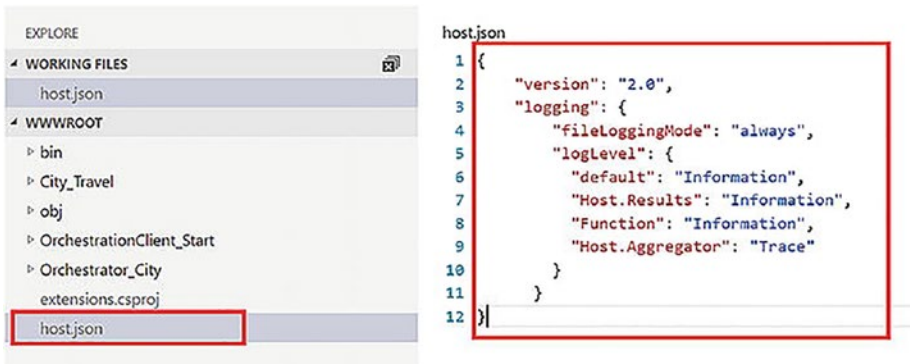 EXPLORE
WORKING FILES
host.json
WWWROOT
bin
City_Travel
obj
OrchestrationClient_Start
Orchestrator_City
extensions.csproj
host.json
host.json
1 {
2 "version": "2.0",
3 "logging": {
4 "fileLoggingMode": "always",
5 "logLevel": {
6 "default": "Information",
7 "Host.Results": "Information",
8 "Function": "Information",
9 "Host.Aggregator": "Trace"
10 }
11 }
12 }